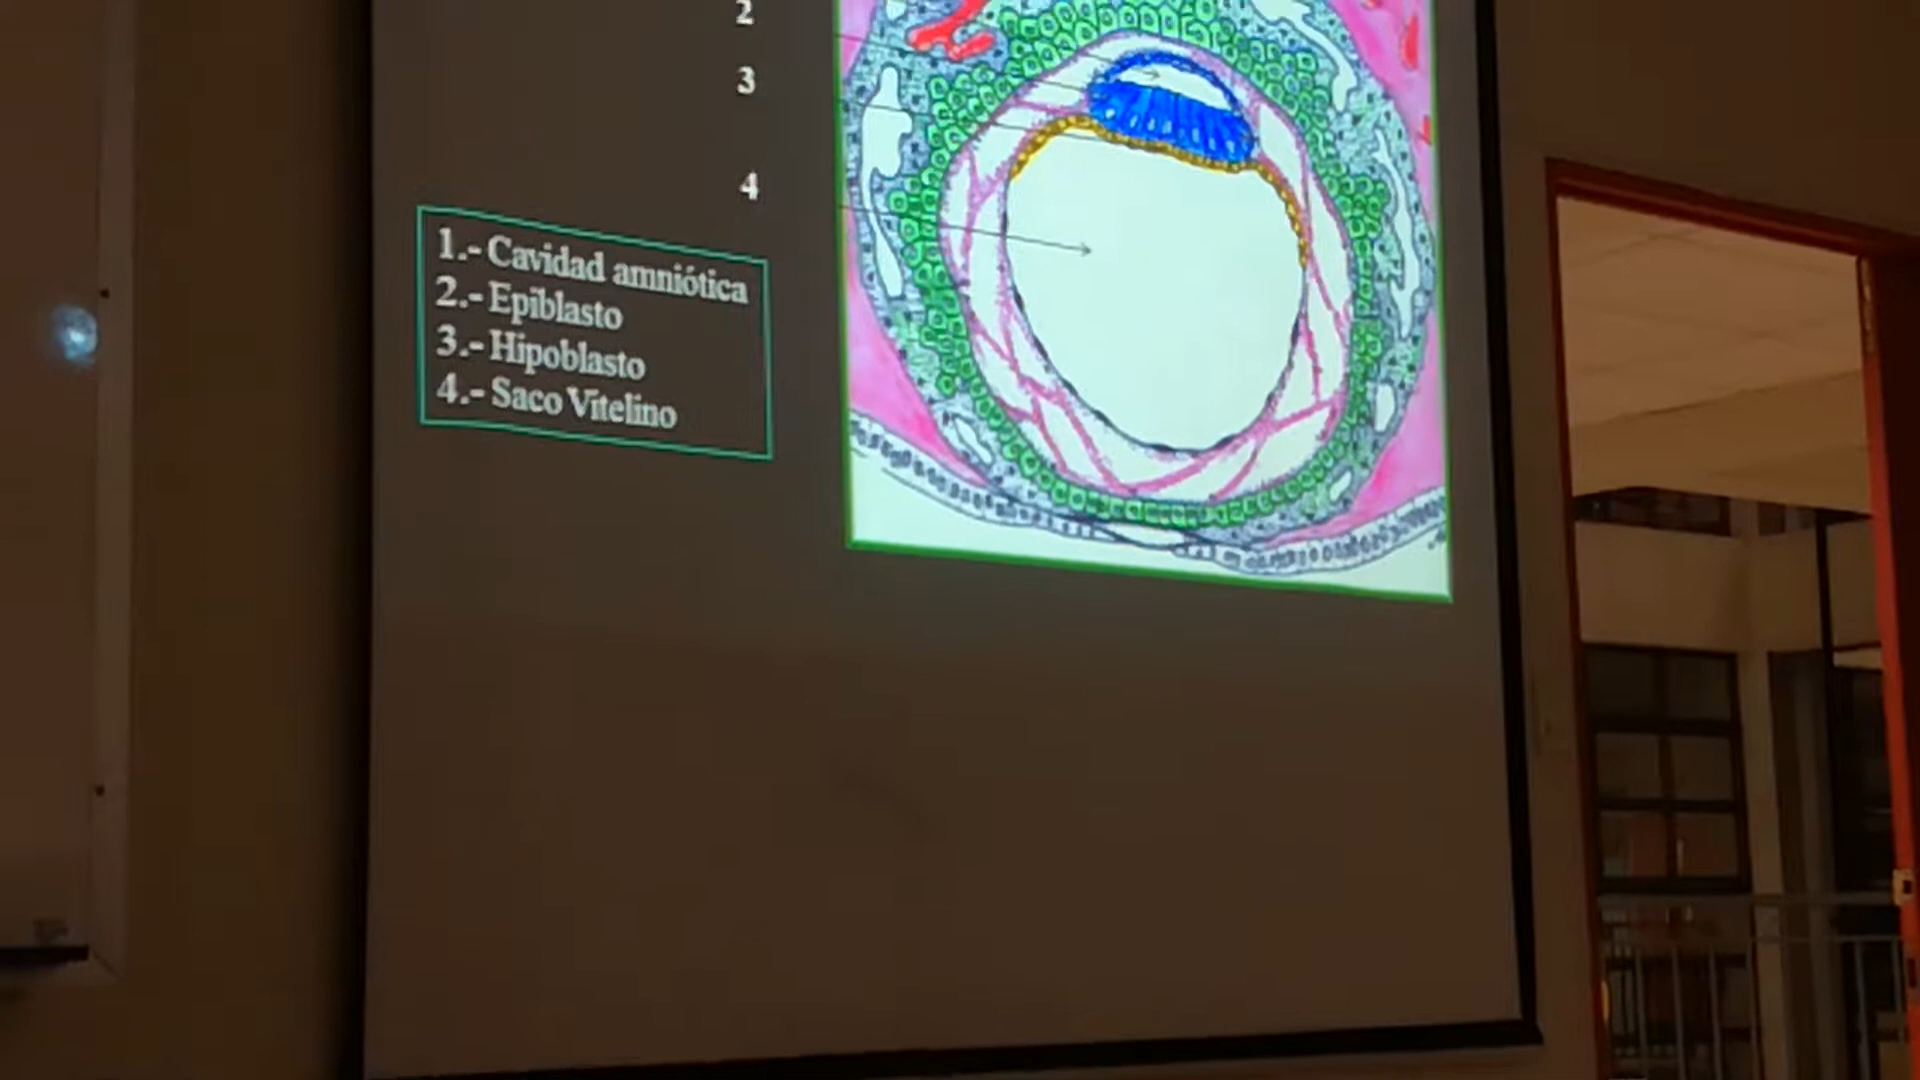 2
3
4
1.- Cavidad amniótica
2.- Epiblasto
3.- Hipoblasto
4.- Saco Vitelino